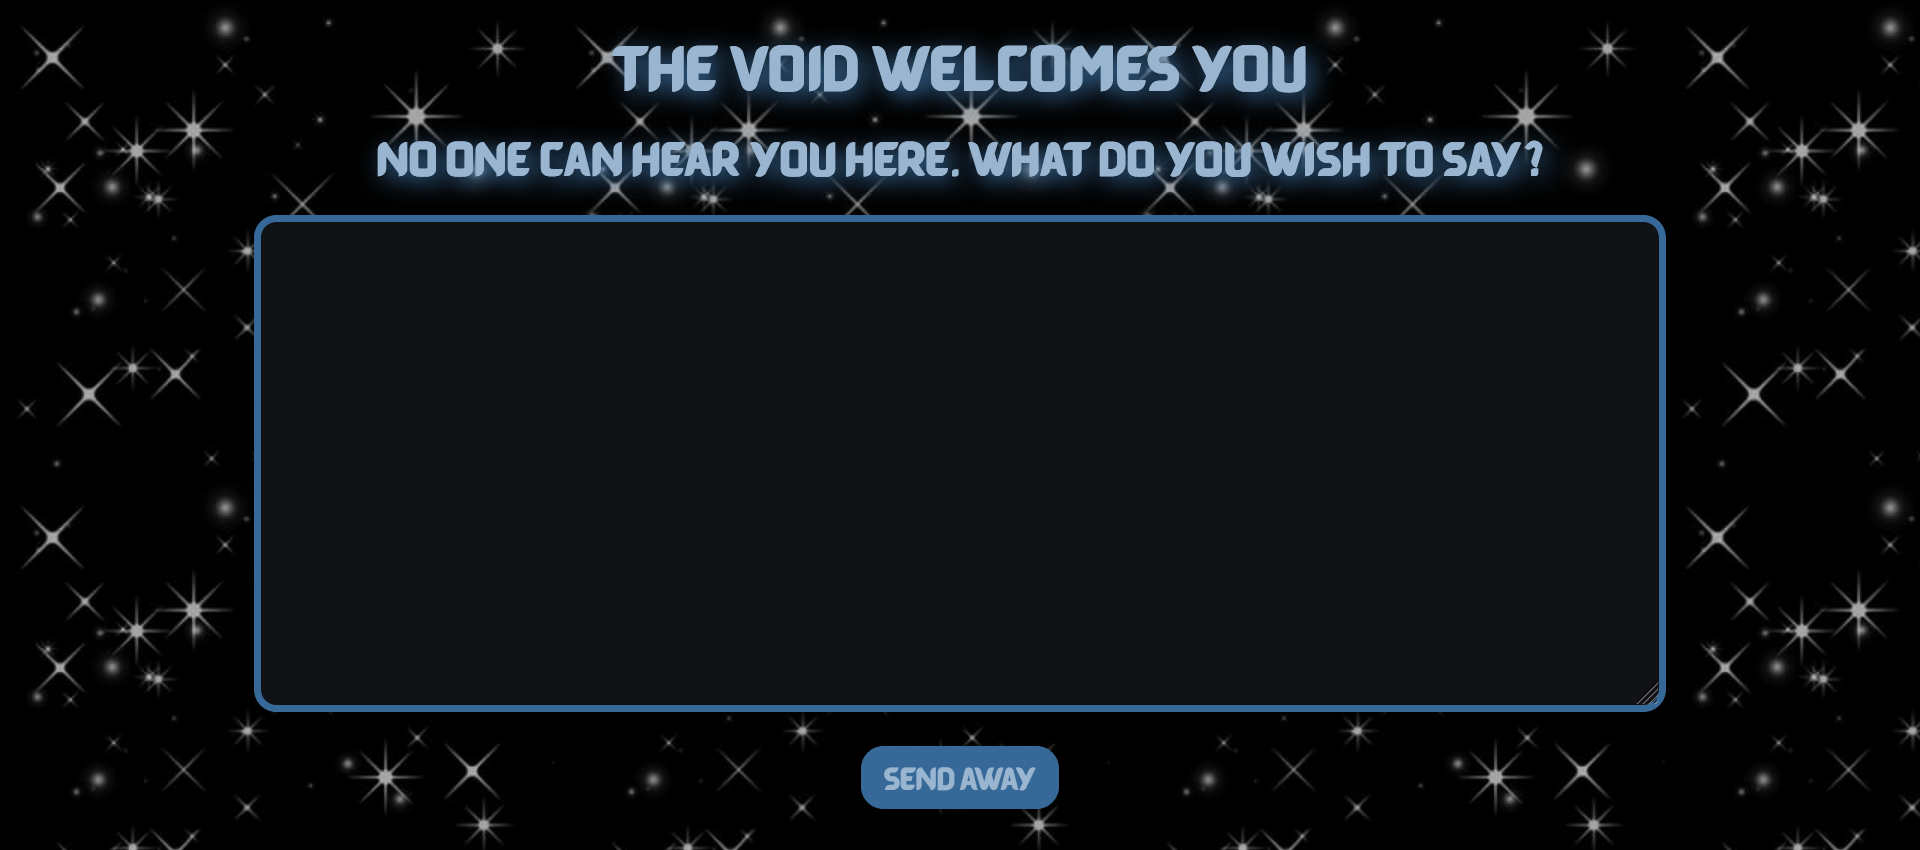 THE VOID WELCOMES YOU
NO ONE CAN HEAR YOU HERE. WHAT DO YOU WISH TO SAY?
SEND AWAY